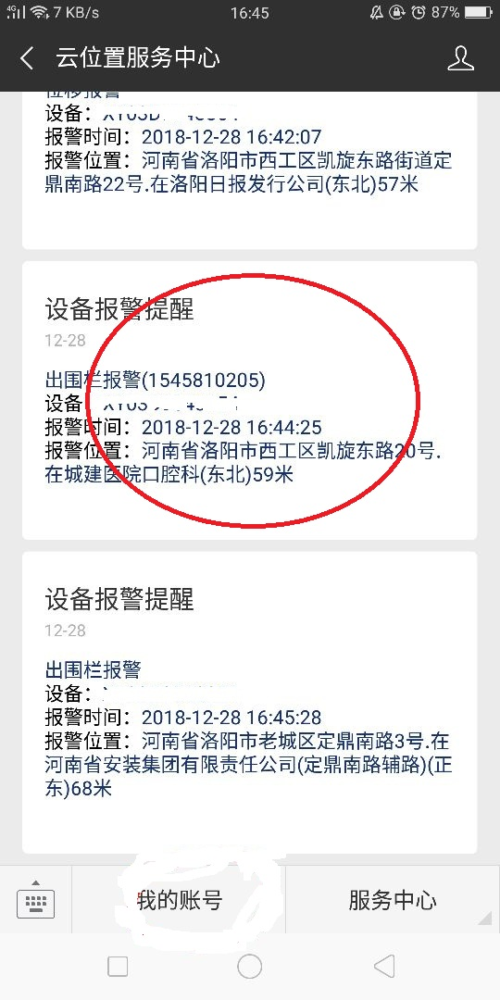 4G 7 KB/s 16:45 87%
云位置服务中心
位移报警
设备：
报警时间：2018-12-28 16:42:07
报警位置：河南省洛阳市西工区凯旋东路街道定
鼎南路22号.在洛阳日报发行公司(东北)57米
设备报警提醒
12-28
出围栏报警(1545810205)
设备
报警时间：2018-12-28 16:44:25
报警位置：河南省洛阳市西工区凯旋东路20号.
在城建医院口腔科(东北)59米
设备报警提醒
12-28
出围栏报警
设备：
报警时间：2018-12-28 16:45:28
报警位置：河南省洛阳市老城区定鼎南路3号.在
河南省安装集团有限责任公司(定鼎南路辅路)(正
东)68米
我的账号
服务中心